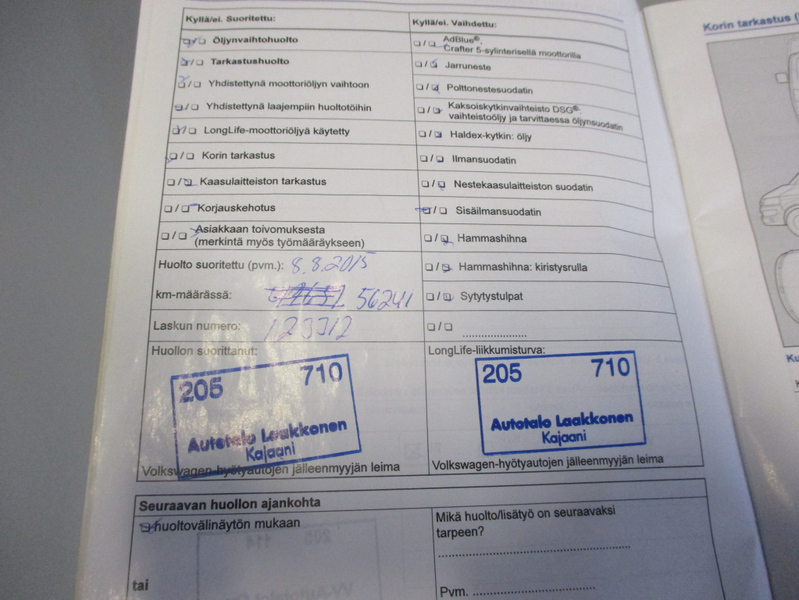 Kyllä/ei. Suoritettu:
Öljynvaihtohuolto
Tarkastushuolto
Yhdistettynä moottoriöljyn vaihtoon
Yhdistettynä laajempiin huoltotöihin
LongLife-moottoriöljyä käytetty
Korin tarkastus
Kaasulaitteiston tarkastus
Korjauskehotus
Asiakkaan toivomuksesta
(merkintä myös työmääräykseen)
Huolto suoritettu (pvm.): 8.8.2015
km-määrässä: 56241
Laskun numero: 123312
Huollon suorittanut:
205 710
Autotalo Laakkonen
Kajaani
Volkswagen-hyötyautojen jälleenmyyjän leima
Kyllä/ei. Vaihdettu:
AdBlue®,
Crafter 5-sylinterisellä moottorilla
Jarruneste
Polttonestesuodatin
Kaksoiskytkinvaihteisto DSG®-
vaihteistoöljy ja tarvittaessa öljynsuodatin
Haldex-kytkin: öljy
Ilmansuodatin
Nestekaasulaitteiston suodatin
Sisäilmansuodatin
Hammashihna
Hammashihna: kiristysrulla
Sytytystulpat
LongLife-liikkumisturva:
205 710
Autotalo Laakkonen
Kajaani
Volkswagen-hyötyautojen jälleenmyyjän leima
Seuraavan huollon ajankohta
huoltovälinäytön mukaan
tai
Mikä huolto/lisätyö on seuraavaksi
tarpeen?
Pvm.
Korin tarkastus